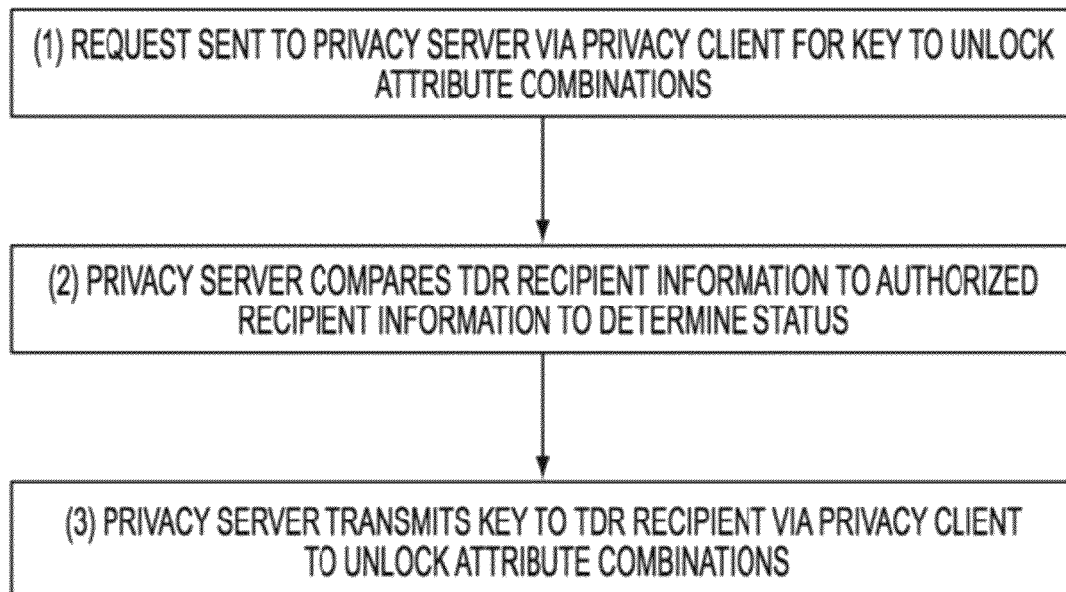 (1) REQUEST SENT TO PRIVACY SERVER VIA PRIVACY CLIENT FOR KEY TO UNLOCK
ATTRIBUTE COMBINATIONS
(2) PRIVACY SERVER COMPARES TDR RECIPIENT INFORMATION TO AUTHORIZED
RECIPIENT INFORMATION TO DETERMINE STATUS
(3) PRIVACY SERVER TRANSMITS KEY TO TDR RECIPIENT VIA PRIVACY CLIENT
TO UNLOCK ATTRIBUTE COMBINATIONS